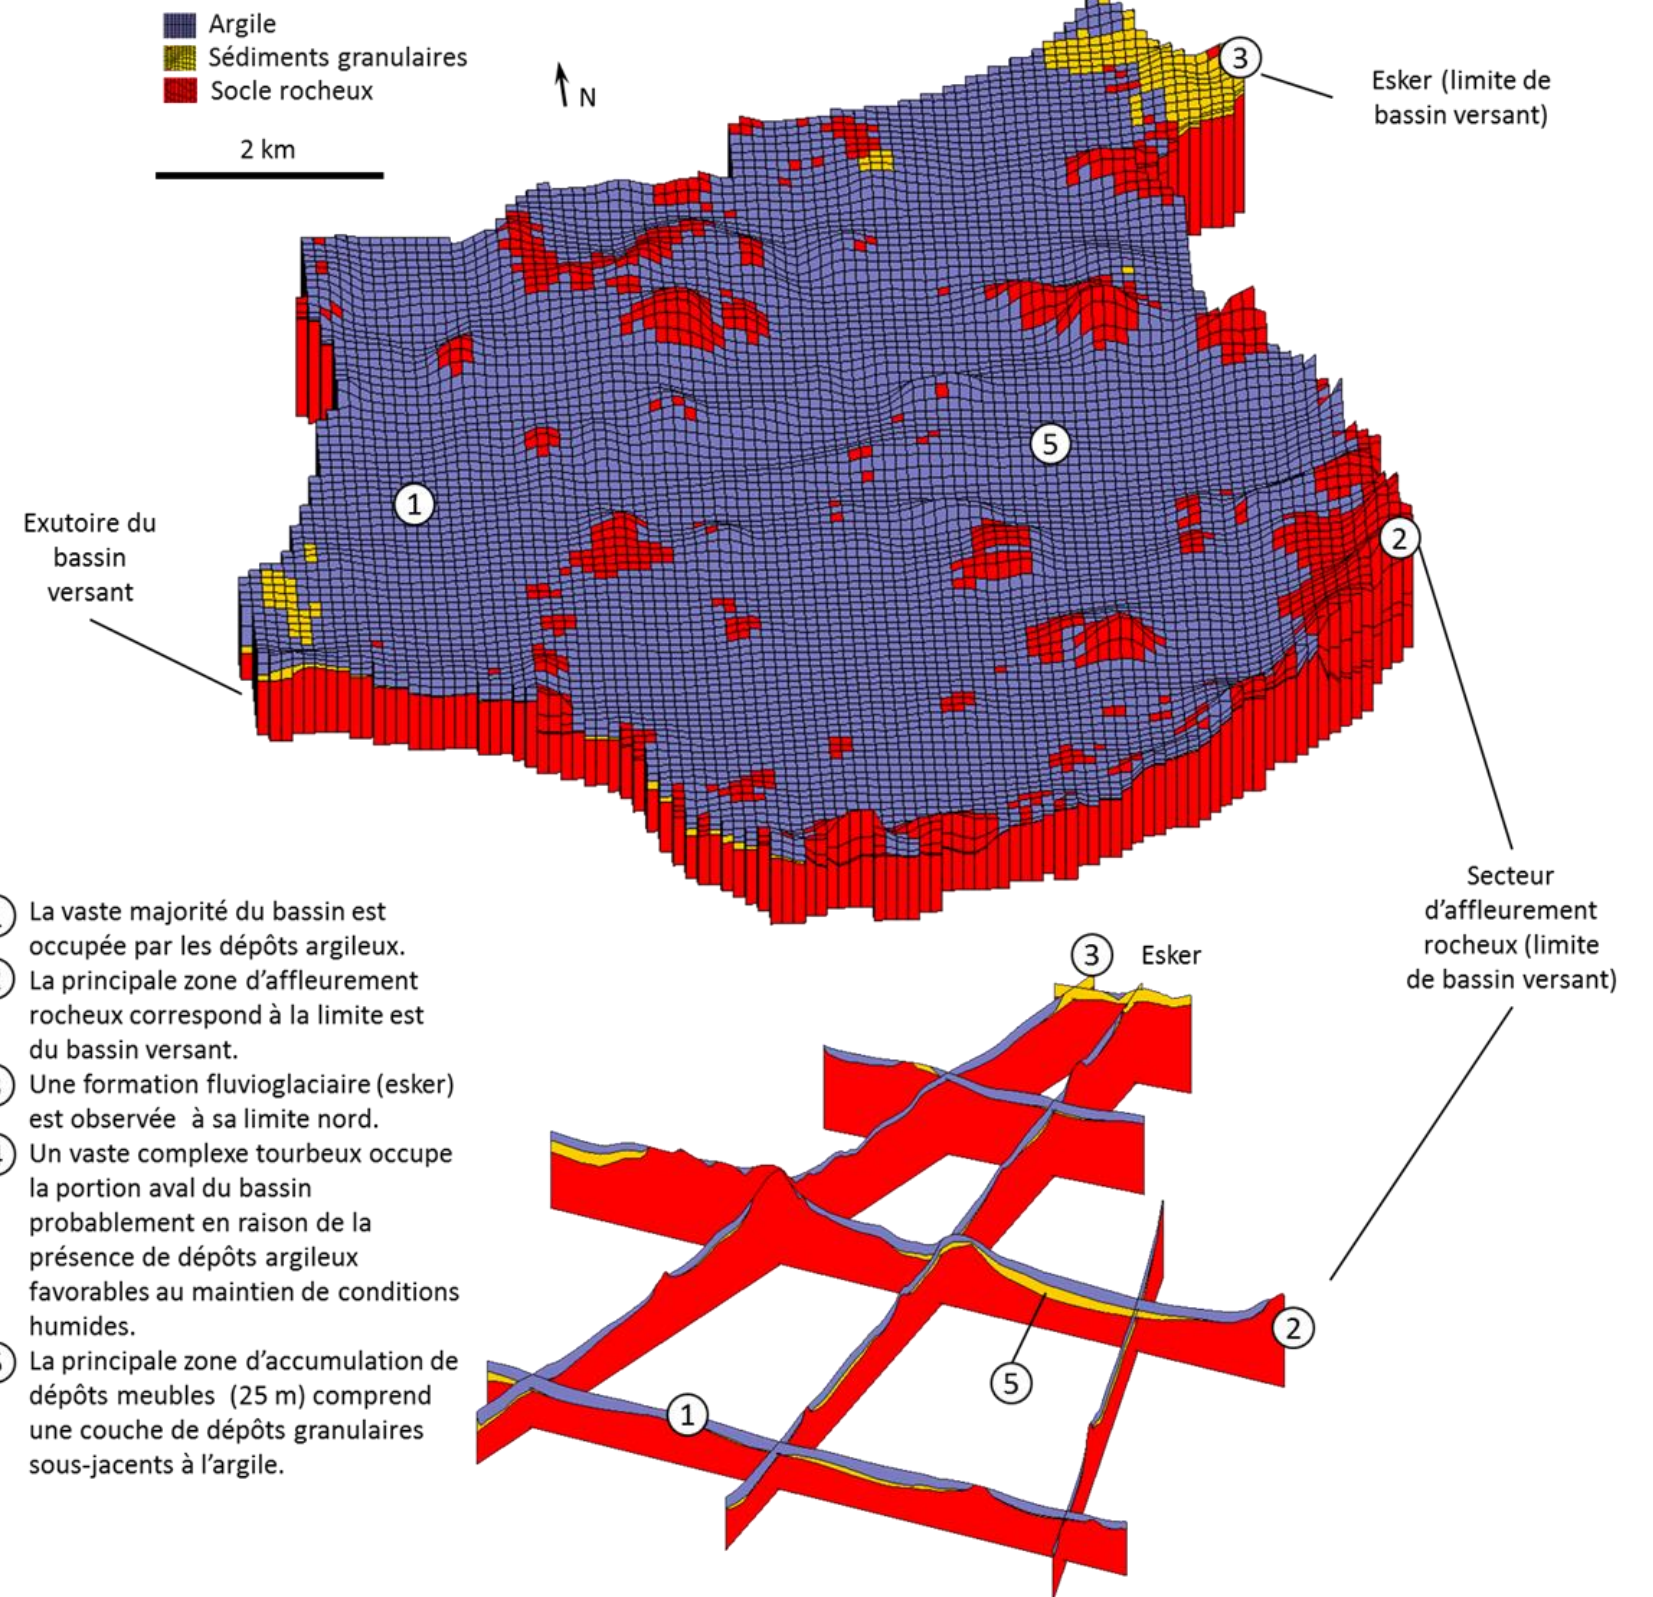 Argile
Sédiments granulaires
Socle rocheux
N
2 km
3
Esker (limite de
bassin versant)
1
5
2
Exutoire du
bassin
versant
Secteur
d’affleurement
rocheux (limite
de bassin versant)
La vaste majorité du bassin est
occupée par les dépôts argileux.
La principale zone d’affleurement
rocheux correspond à la limite est
du bassin versant.
Une formation fluvioglaciaire (esker)
est observée à sa limite nord.
Un vaste complexe tourbeux occupe
la portion aval du bassin
probablement en raison de la
présence de dépôts argileux
favorables au maintien de conditions
humides.
La principale zone d’accumulation de
dépôts meubles (25 m) comprend
une couche de dépôts granulaires
sous-jacents à l’argile.
3 Esker
2
5
1